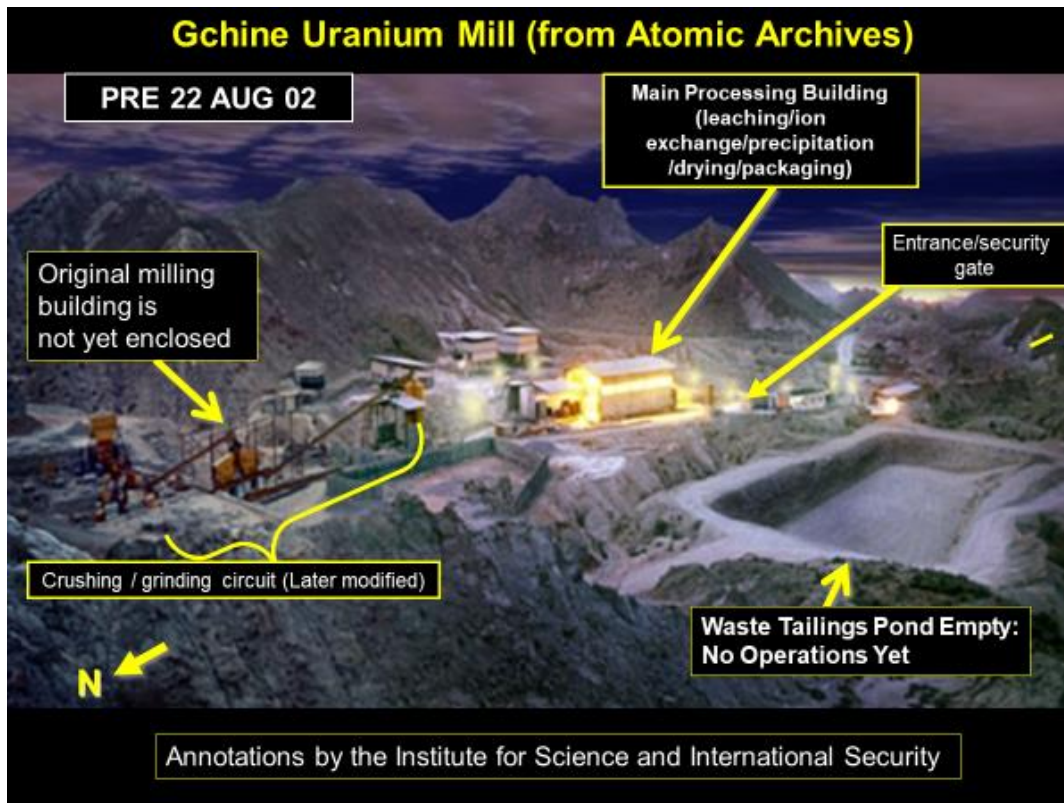 Gchine Uranium Mill (from Atomic Archives)
PRE 22 AUG 02
Main Processing Building
(leaching/ion
exchange/precipitation
/drying/packaging)
Entrance/security
gate
Original milling
building is
not yet enclosed
Crushing / grinding circuit (Later modified)
Waste Tailings Pond Empty:
No Operations Yet
N
Annotations by the Institute for Science and International Security